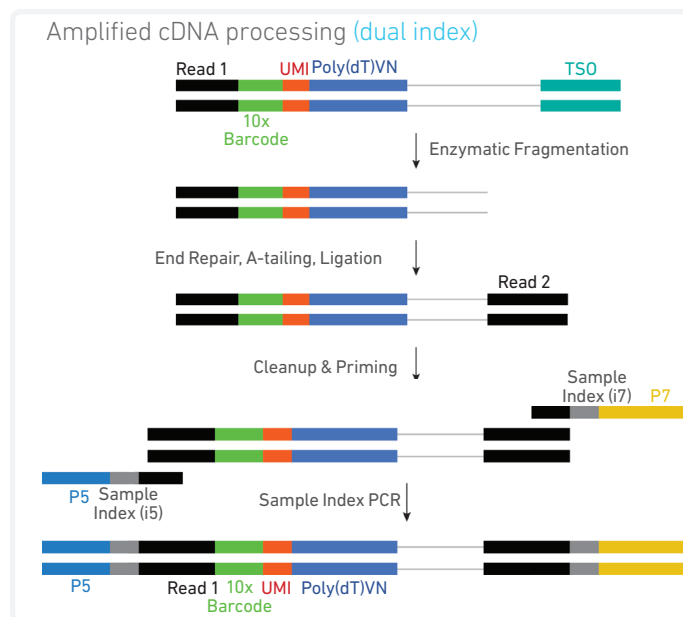 Amplified cDNA processing (dual index)
Read 1 UMI Poly(dT)VN TSO
10x
Barcode
Enzymatic Fragmentation
End Repair, A-tailing, Ligation
Read 2
Cleanup & Priming
Sample
Index (i7) P7
P5 Sample
Index (i5)
Sample Index PCR
P5 Read 1 10x UMI Poly(dT)VN
Barcode